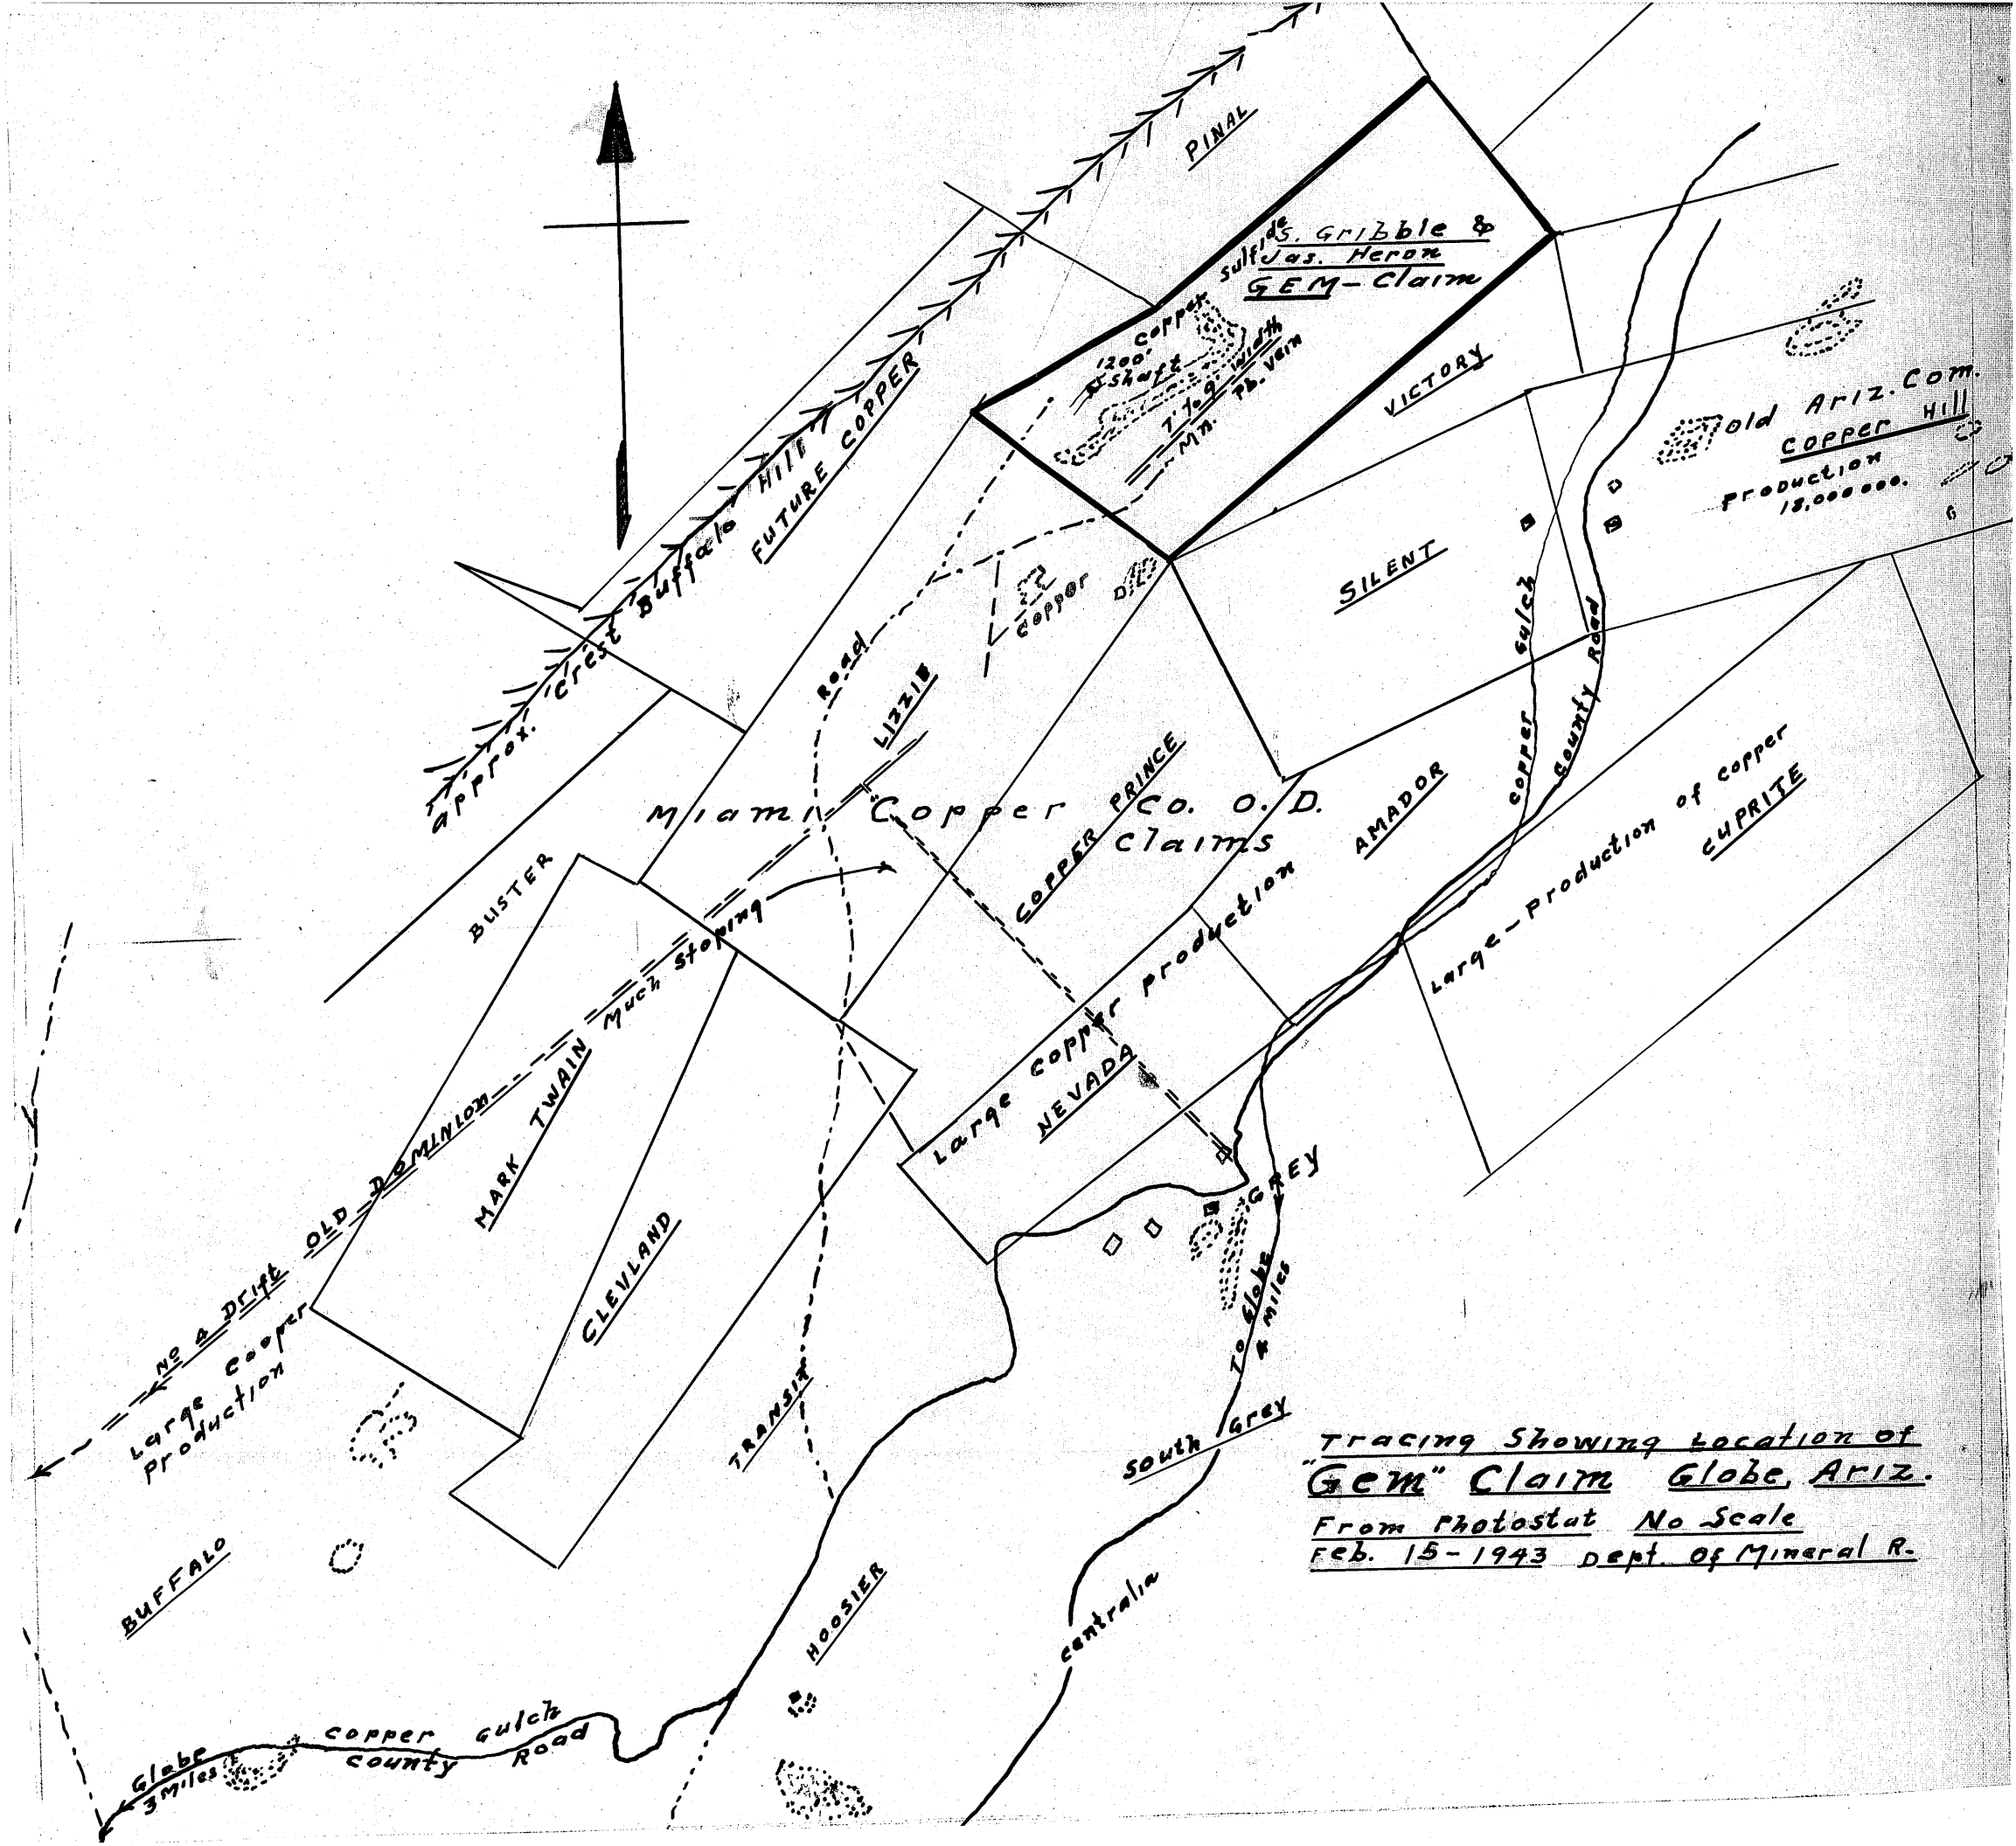 PINAL
S. Gribble &
Jas. Heron
GEM - Claim
Copper Sulfide
1200'
Shaft
7' to 9' width
Mn. Pb. vein
VICTORY
Old Ariz. Com.
Copper Hill
Production
18,000 000.
approx. Crest Buffalo Hill
FUTURE COPPER
SILENT
Copper
Copper Gulch
County Road
Road
LIZZIE
Miami Copper Co. O.D.
Claims
COPPER PRINCE
AMADOR
Large - Production of Copper
CUPRITE
BUSTER
Much Stoping
Large Copper Production
NEVADA
MARK TWAIN
No 4 Drift OLD DOMINION
Large Cooper
Production
CLEVLAND
GREY
To Globe
4 Miles
TRANSIT
South Grey
BUFFALO
HOOSIER
Centralia
Copper Gulch
County Road
Globe
3 Miles
Tracing Showing Location of
"Gem" Claim Globe, Ariz.
From Photostat No Scale
Feb. 15 - 1943 Dept. Of Mineral R.